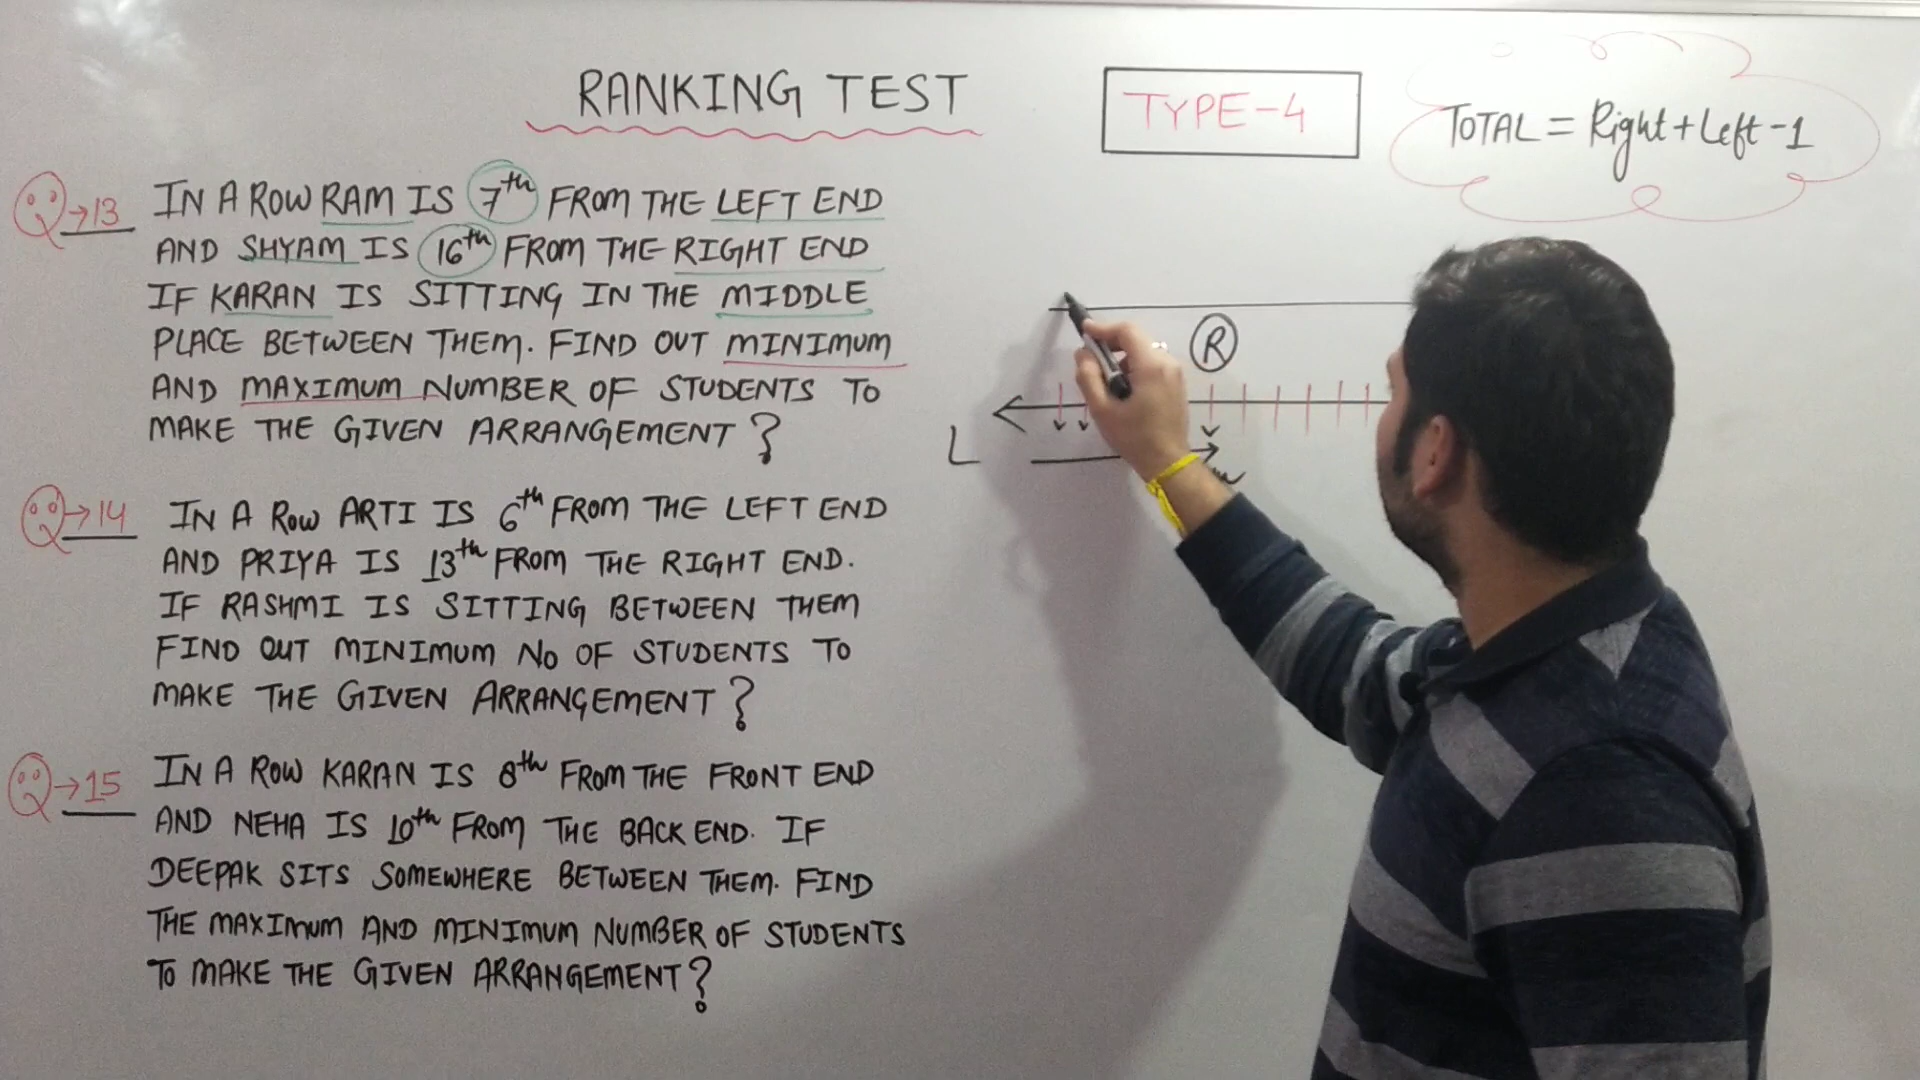 RANKING TEST
TYPE-4
TOTAL = Right + Left - 1
Q→13 IN A ROW RAM IS 7th FROM THE LEFT END
AND SHYAM IS 16th FROM THE RIGHT END
IF KARAN IS SITTING IN THE MIDDLE
PLACE BETWEEN THEM. FIND OUT MINIMUM
AND MAXIMUM NUMBER OF STUDENTS TO
MAKE THE GIVEN ARRANGEMENT?
Q→14 IN A ROW ARTI IS 6th FROM THE LEFT END
AND PRIYA IS 13th FROM THE RIGHT END.
IF RASHMI IS SITTING BETWEEN THEM
FIND OUT MINIMUM NO OF STUDENTS TO
MAKE THE GIVEN ARRANGEMENT?
Q→15 IN A ROW KARAN IS 8th FROM THE FRONT END
AND NEHA IS 10th FROM THE BACK END. IF
DEEPAK SITS SOMEWHERE BETWEEN THEM. FIND
THE MAXIMUM AND MINIMUM NUMBER OF STUDENTS
TO MAKE THE GIVEN ARRANGEMENT?
R
L